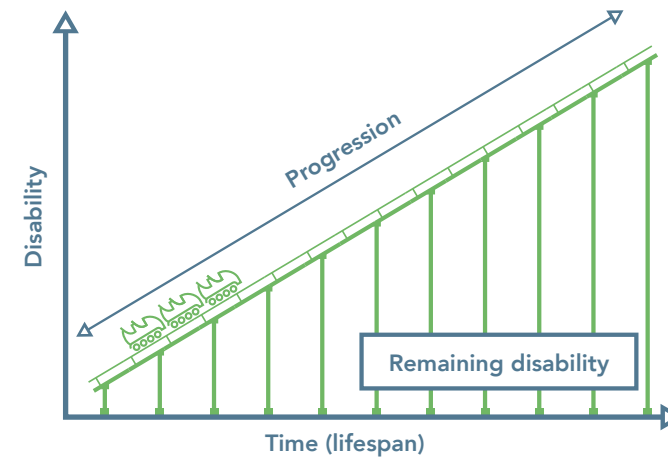 Progression
Disability
Remaining disability
Time (lifespan)